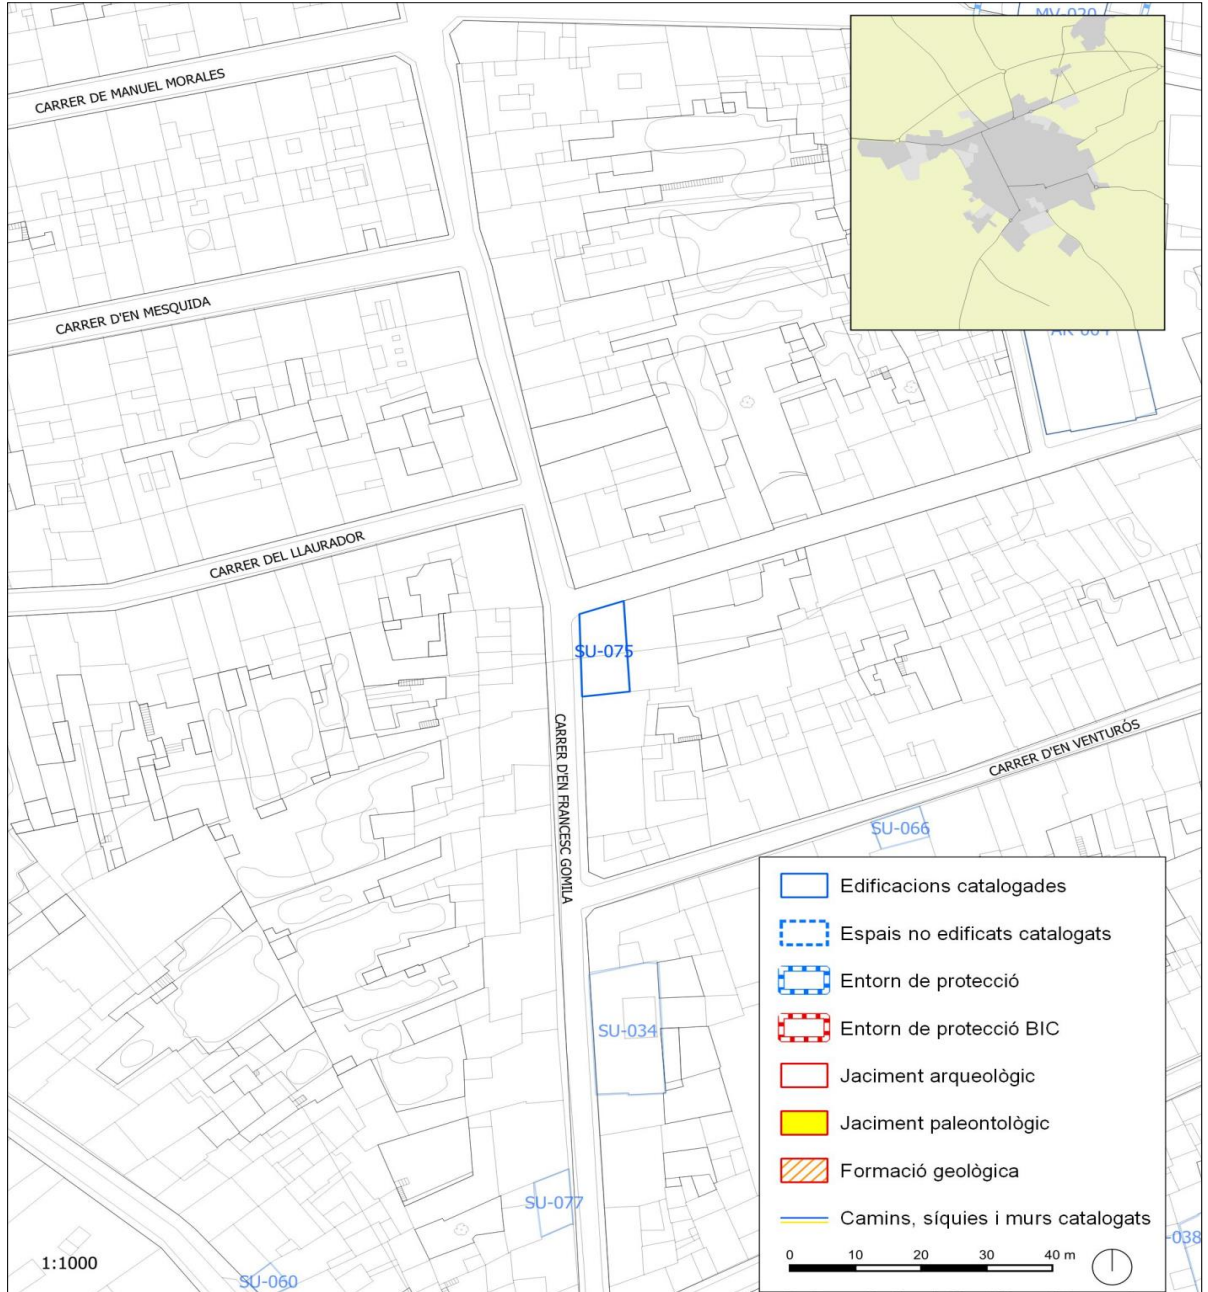 MV-020
CARRER DE MANUEL MORALES
CARRER D'EN MESQUIDA
CARRER DEL LLAURADOR
SU-075
CARRER D'EN FRANCESC GOMILA
CARRER D'EN VENTURÓS
SU-066
SU-034
SU-077
SU-060
-038
1:1000
Edificacions catalogades
Espais no edificats catalogats
Entorn de protecció
Entorn de protecció BIC
Jaciment arqueològic
Jaciment paleontològic
Formació geològica
Camins, síquies i murs catalogats
0 10 20 30 40 m